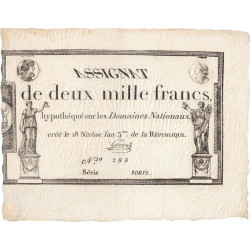 ASSIGNAT
de deux mille francs,
hypothéqué sur les Domaines Nationaux
créé le 18 Nivôse l'an 3me. de la République.
N.º 288
Série